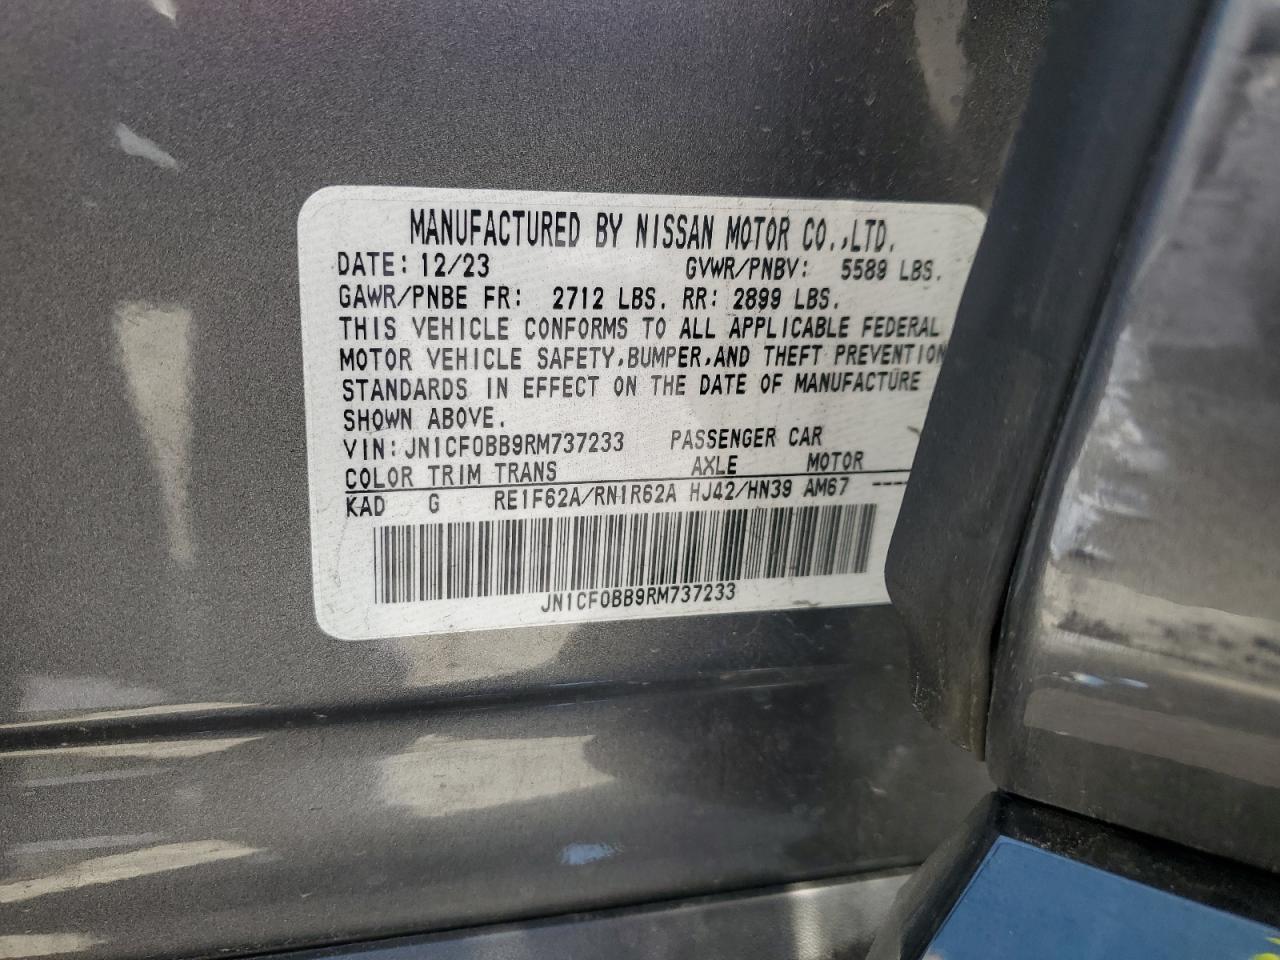 MANUFACTURED BY NISSAN MOTOR CO.,LTD.
DATE: 12/23 GVWR/PNBV: 5589 LBS.
GAWR/PNBE FR: 2712 LBS. RR: 2899 LBS.
THIS VEHICLE CONFORMS TO ALL APPLICABLE FEDERAL
MOTOR VEHICLE SAFETY,BUMPER,AND THEFT PREVENTION
STANDARDS IN EFFECT ON THE DATE OF MANUFACTURE
SHOWN ABOVE.
VIN:JN1CF0BB9RM737233 PASSENGER CAR
COLOR TRIM TRANS AXLE MOTOR
KAD G RE1F62A/RN1R62A HJ42/HN39 AM67 ----
JN1CF0BB9RM737233